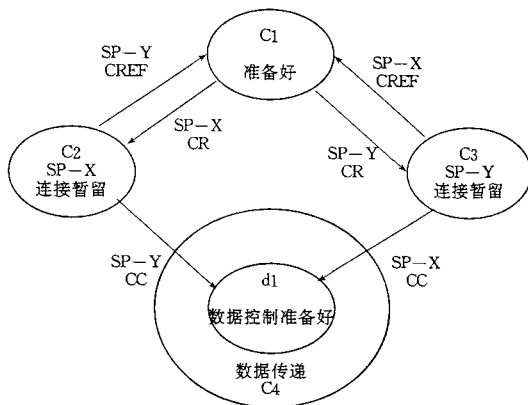 C1
准备好
SP-Y
CREF
SP-X
CREF
SP-X
CR
SP-Y
CR
C2
SP-X
连接暂留
C3
SP-Y
连接暂留
SP-Y
CC
SP-X
CC
d1
数据控制准备好
数据传递
C4